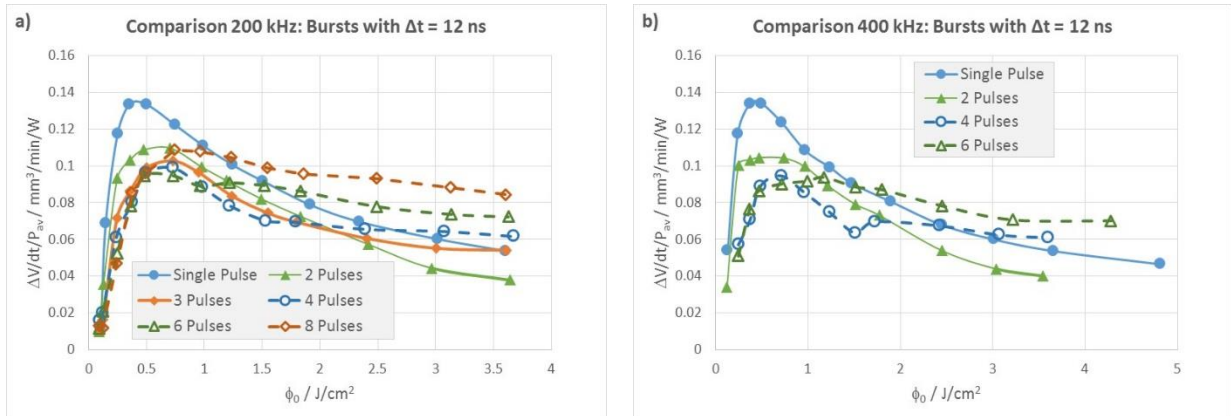 a)
Comparison 200 kHz: Bursts with Δt = 12 ns
ΔV/dt/Pav / mm³/min/W
0.16
0.14
0.12
0.1
0.08
0.06
0.04
0.02
0
Single Pulse
2 Pulses
3 Pulses
4 Pulses
6 Pulses
8 Pulses
0 0.5 1 1.5 2 2.5 3 3.5 4
ϕ0 / J/cm²
b)
Comparison 400 kHz: Bursts with Δt = 12 ns
ΔV/dt/Pav / mm³/min/W
0.16
0.14
0.12
0.1
0.08
0.06
0.04
0.02
0
Single Pulse
2 Pulses
4 Pulses
6 Pulses
0 1 2 3 4 5
ϕ0 / J/cm²